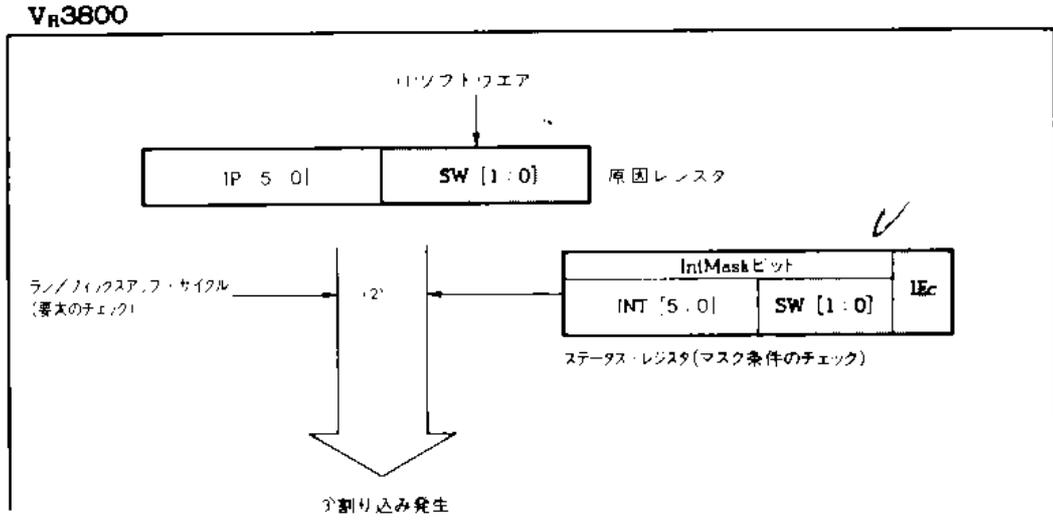 VR3800
(1)ソフトウエア
IP 5 0]
SW [1:0]
原因レジスタ
IntMaskビット
IEc
ラン/フィックスアップ・サイクル
(2)
INT [5:0]
SW [1:0]
ステータス・レジスタ(マスク条件のチェック)
割り込み発生